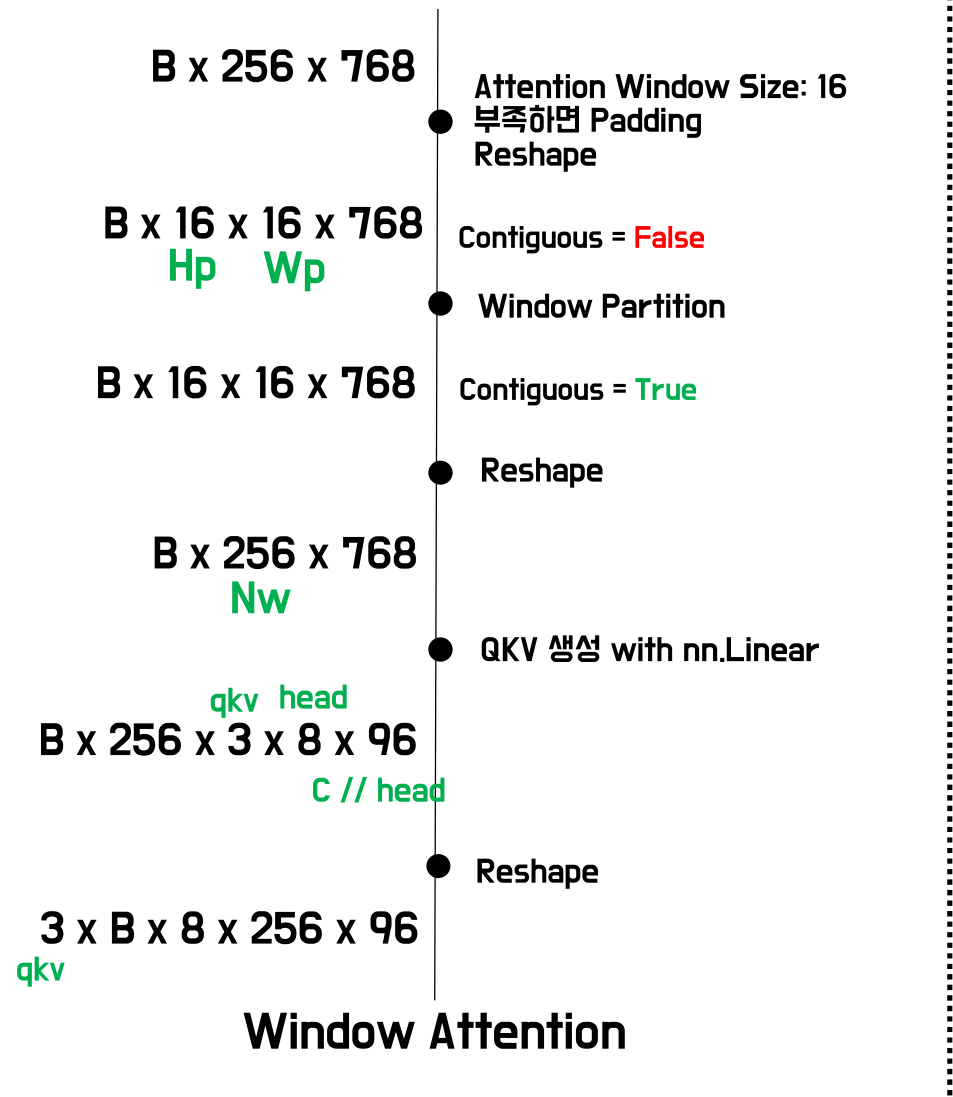 B x 256 x 768
Attention Window Size: 16
부족하면 Padding
Reshape
B x 16 x 16 x 768
Hp Wp
Contiguous = False
Window Partition
B x 16 x 16 x 768
Contiguous = True
Reshape
B x 256 x 768
Nw
QKV 생성 with nn.Linear
qkv head
B x 256 x 3 x 8 x 96
C // head
Reshape
3 x B x 8 x 256 x 96
qkv
Window Attention